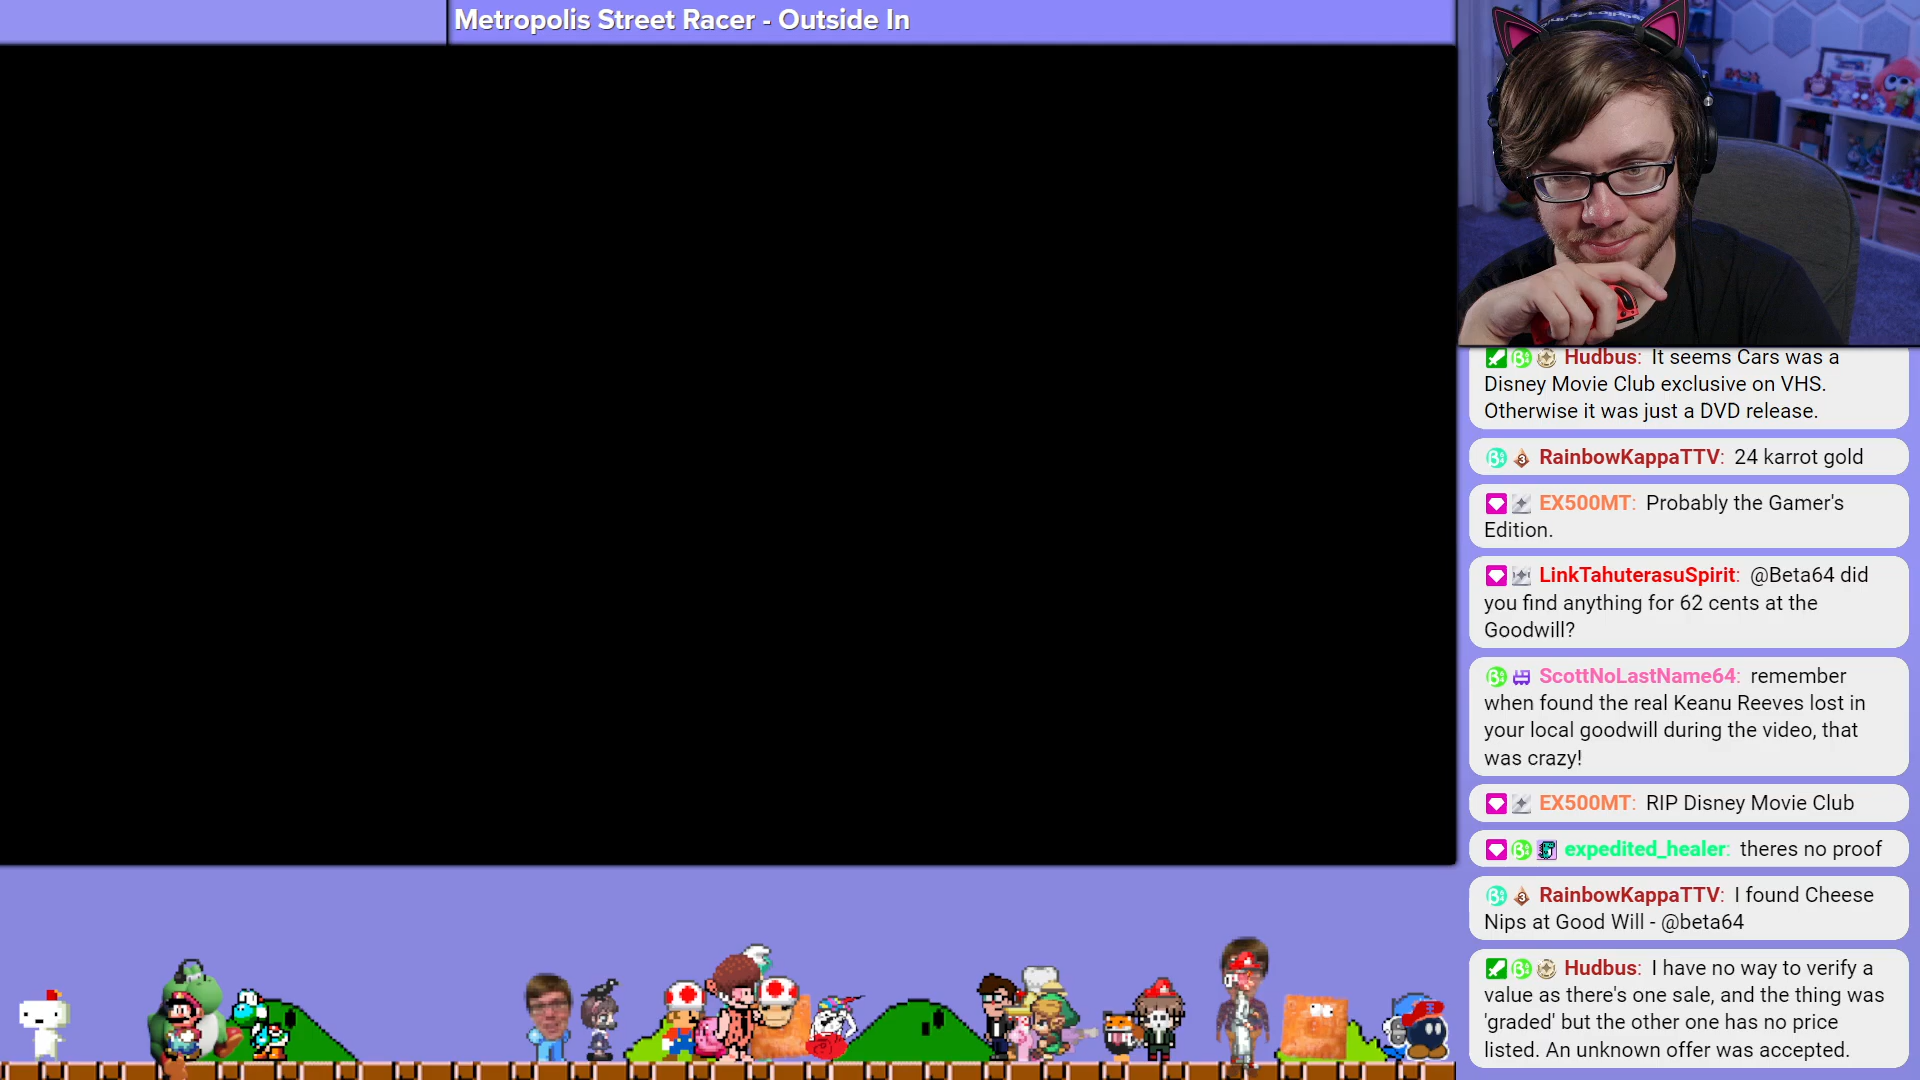 Metropolis Street Racer - Outside In
Hudbus: It seems Cars was a
Disney Movie Club exclusive on VHS.
Otherwise it was just a DVD release.
RainbowKappaTTV: 24 karrot gold
EX500MT: Probably the Gamer's
Edition.
LinkTahuterasuSpirit: @Beta64 did
you find anything for 62 cents at the
Goodwill?
ScottNoLastName64: remember
when found the real Keanu Reeves lost in
your local goodwill during the video, that
was crazy!
EX500MT: RIP Disney Movie Club
expedited_healer: theres no proof
RainbowKappaTTV: I found Cheese
Nips at Good Will - @beta64
Hudbus: I have no way to verify a
value as there's one sale, and the thing was
'graded' but the other one has no price
listed. An unknown offer was accepted.